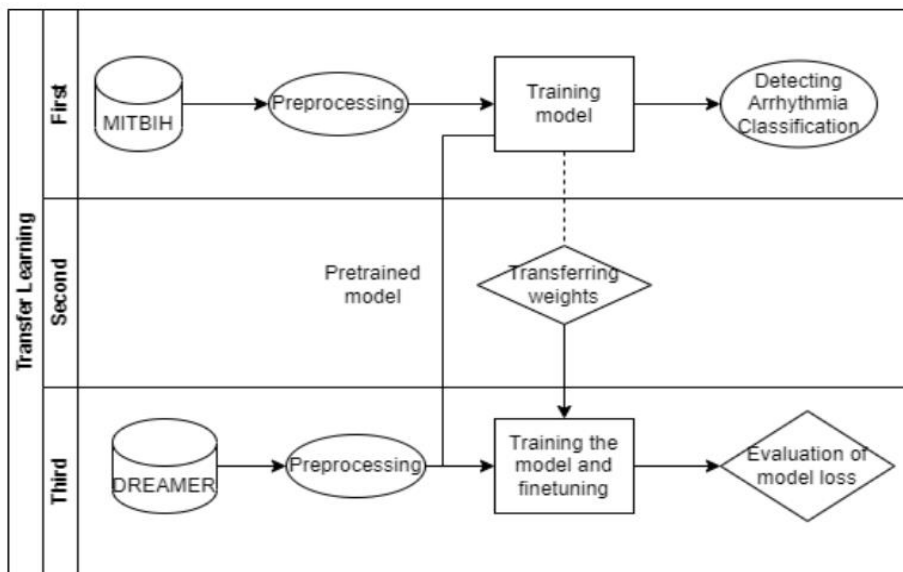 Transfer Learning
First
MITBIH
Preprocessing
Training
model
Detecting
Arrhythmia
Classification
Second
Pretrained
model
Transferring
weights
Third
DREAMER
Preprocessing
Training the
model and
finetuning
Evaluation of
model loss